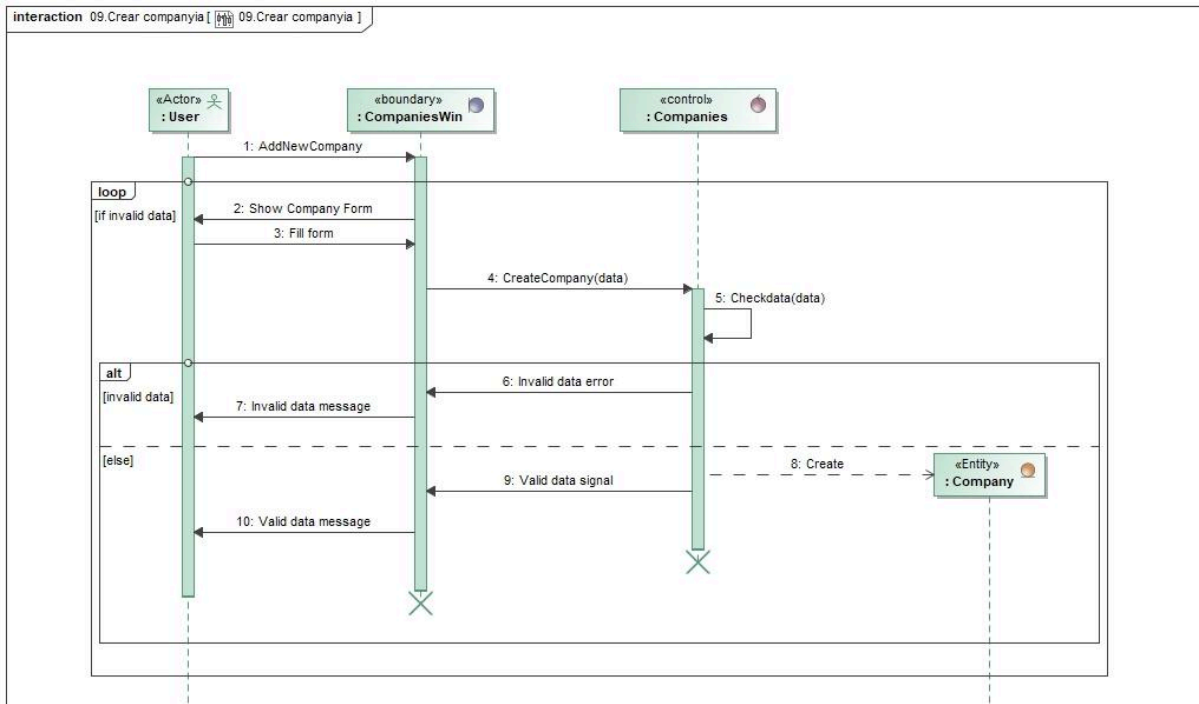 interaction 09.Crear companyia [ 09.Crear companyia ]
«Actor»
: User
«boundary»
: CompaniesWin
«control»
: Companies
1: AddNewCompany
loop
[if invalid data]
2: Show Company Form
3: Fill form
4: CreateCompany(data)
5: Checkdata(data)
alt
[invalid data]
6: Invalid data error
7: Invalid data message
[else]
8: Create
«Entity»
: Company
9: Valid data signal
10: Valid data message